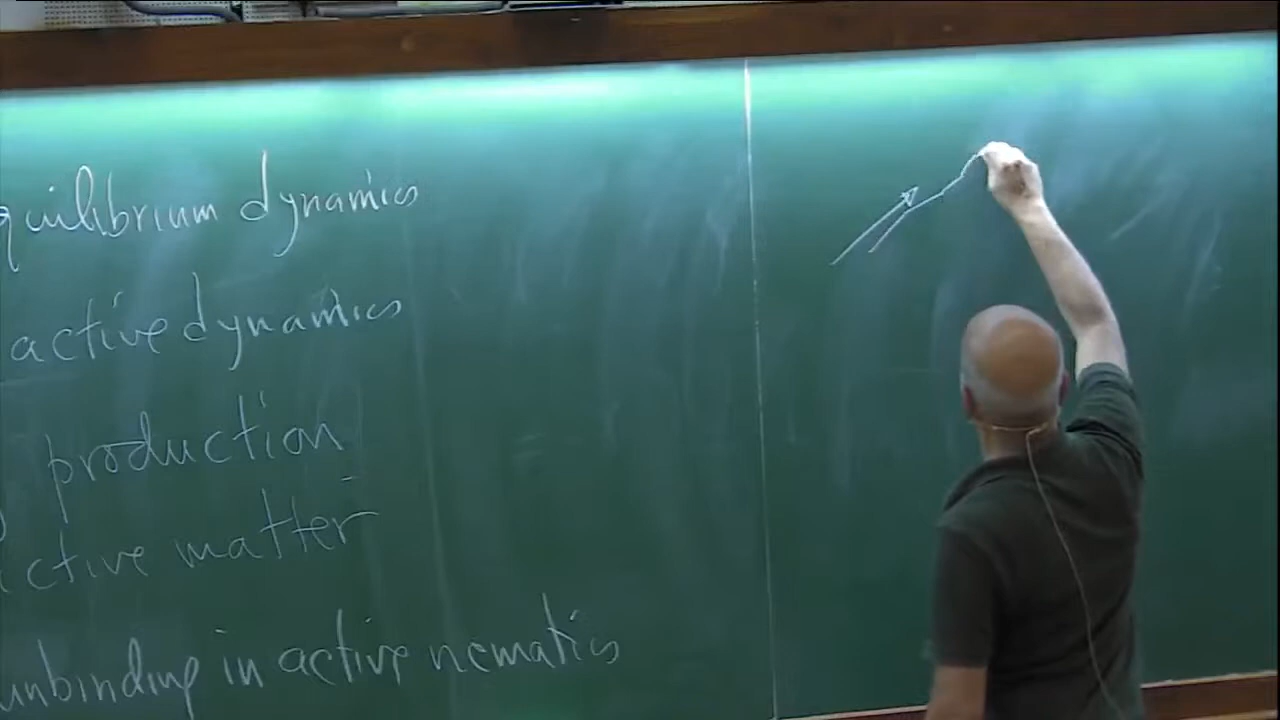 quilibrium dynamics
active dynamics
production
ctive matter
unbinding in active nematics